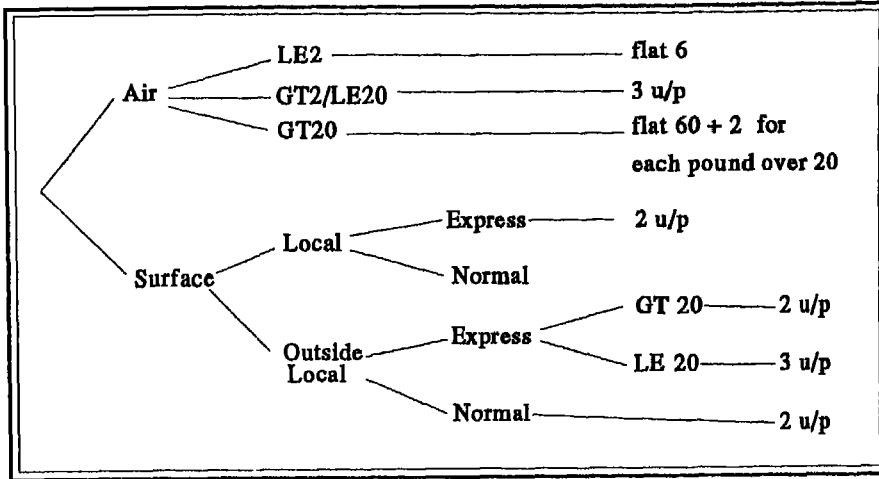 LE2 flat 6
Air GT2/LE20 3 u/p
GT20 flat 60 + 2 for
each pound over 20
Express 2 u/p
Local
Surface Normal
GT 20 2 u/p
Outside Express
Local LE 20 3 u/p
Normal 2 u/p